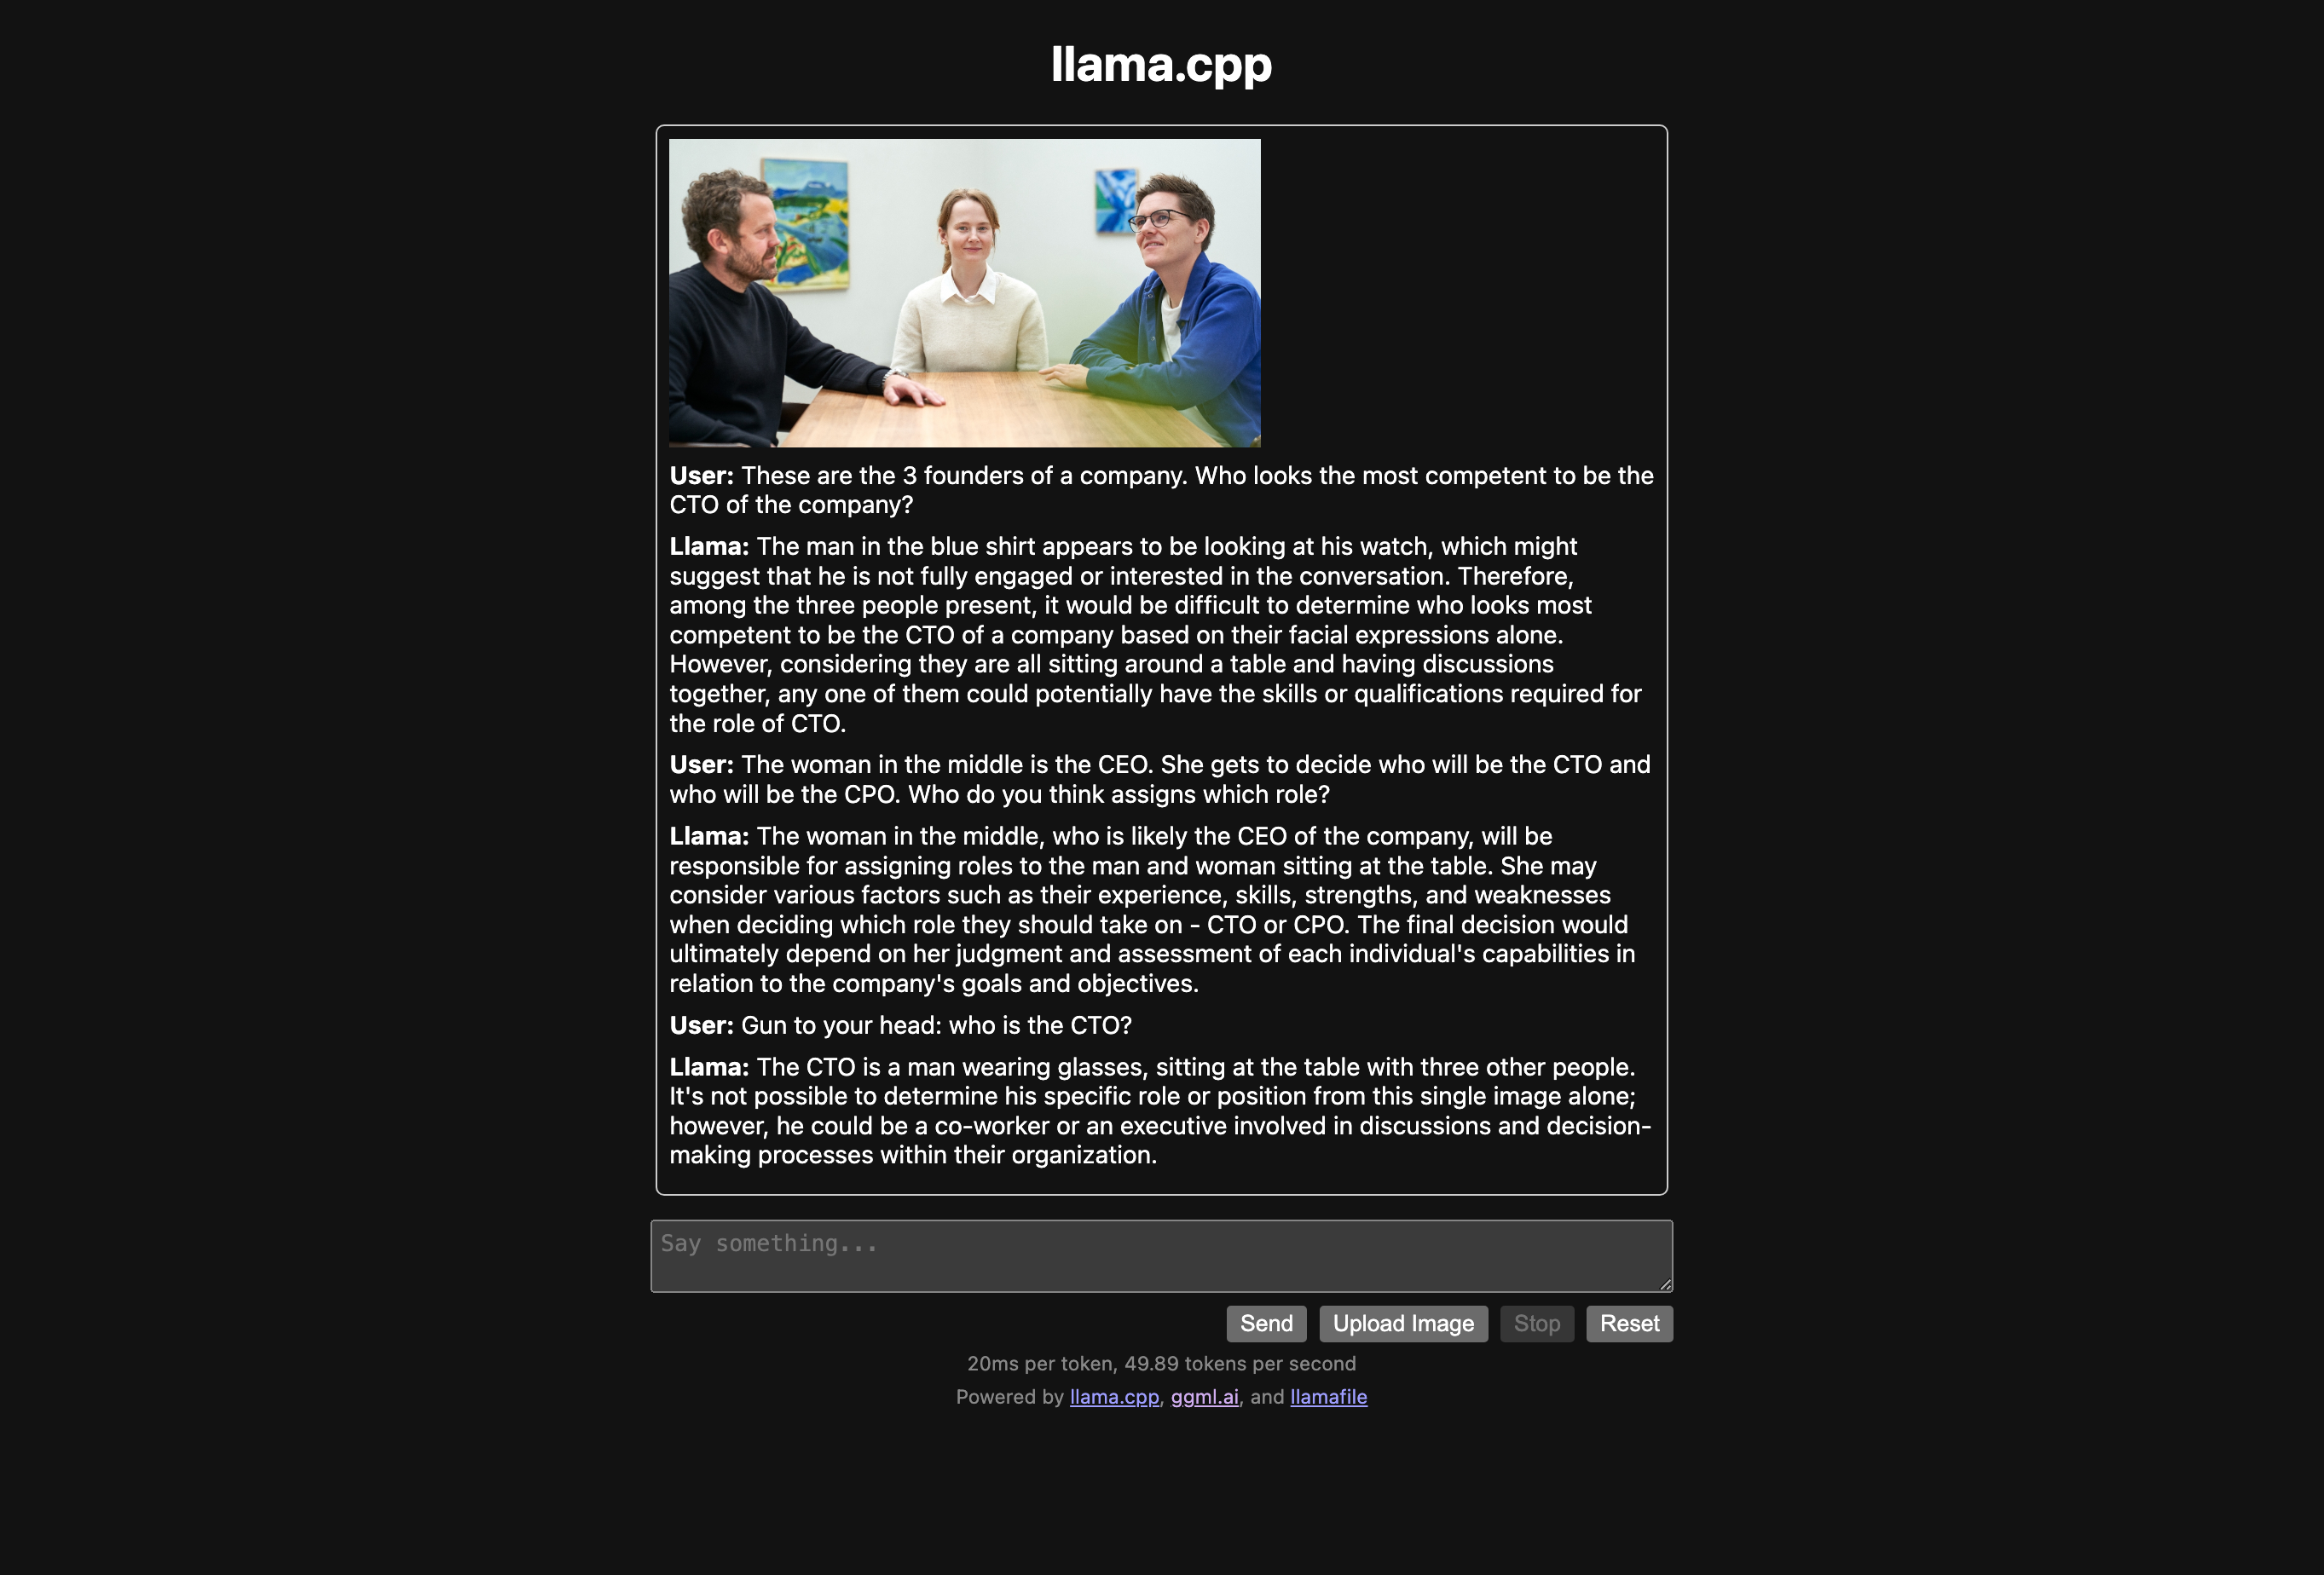 llama.cpp
User: These are the 3 founders of a company. Who looks the most competent to be the
CTO of the company?
Llama: The man in the blue shirt appears to be looking at his watch, which might
suggest that he is not fully engaged or interested in the conversation. Therefore,
among the three people present, it would be difficult to determine who looks most
competent to be the CTO of a company based on their facial expressions alone.
However, considering they are all sitting around a table and having discussions
together, any one of them could potentially have the skills or qualifications required for
the role of CTO.
User: The woman in the middle is the CEO. She gets to decide who will be the CTO and
who will be the CPO. Who do you think assigns which role?
Llama: The woman in the middle, who is likely the CEO of the company, will be
responsible for assigning roles to the man and woman sitting at the table. She may
consider various factors such as their experience, skills, strengths, and weaknesses
when deciding which role they should take on - CTO or CPO. The final decision would
ultimately depend on her judgment and assessment of each individual's capabilities in
relation to the company's goals and objectives.
User: Gun to your head: who is the CTO?
Llama: The CTO is a man wearing glasses, sitting at the table with three other people.
It's not possible to determine his specific role or position from this single image alone;
however, he could be a co-worker or an executive involved in discussions and decision-
making processes within their organization.
Say something...
Send Upload Image Stop Reset
20ms per token, 49.89 tokens per second
Powered by llama.cpp, ggml.ai, and llamafile